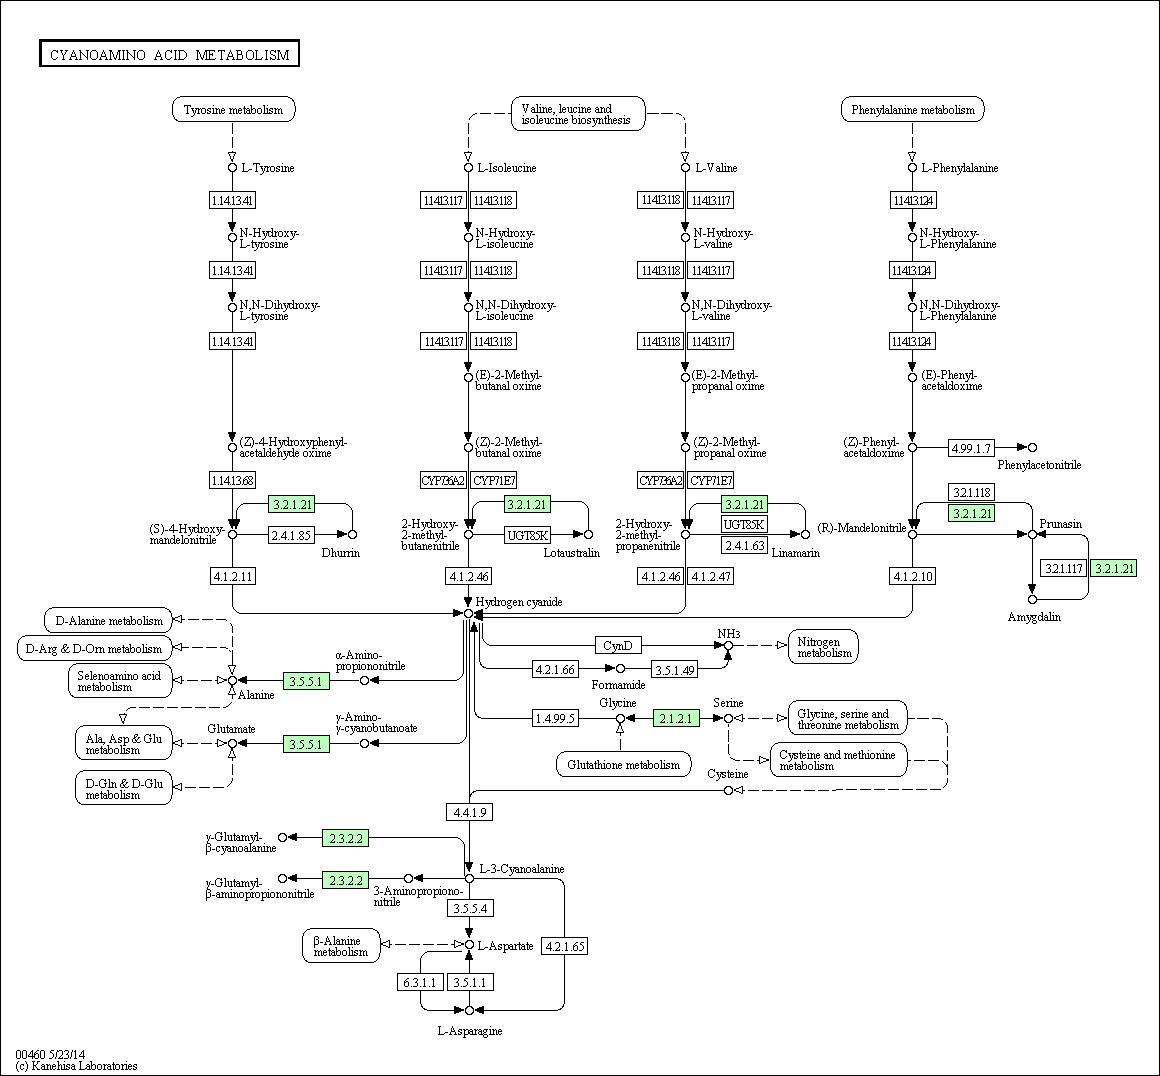 CYANOAMINO ACID METABOLISM
Tyrosine metabolism
Valine, leucine and
isoleucine biosynthesis
Phenylalanine metabolism
L-Tyrosine
L-Isoleucine
L-Valine
L-Phenylalanine
1.14.13.41
1.14.13.117
1.14.13.118
1.14.13.118
1.14.13.117
1.14.13.124
N-Hydroxy-
L-tyrosine
N-Hydroxy-
L-isoleucine
N-Hydroxy-
L-valine
N-Hydroxy-
L-Phenylalanine
1.14.13.41
1.14.13.117
1.14.13.118
1.14.13.118
1.14.13.117
1.14.13.124
N,N-Dihydroxy-
L-tyrosine
N,N-Dihydroxy-
L-isoleucine
N,N-Dihydroxy-
L-valine
N,N-Dihydroxy-
L-Phenylalanine
1.14.13.41
1.14.13.117
1.14.13.118
1.14.13.118
1.14.13.117
1.14.13.124
(E)-2-Methyl-
butanal oxime
(E)-2-Methyl-
propanal oxime
(E)-Phenyl-
acetaldoxime
(Z)-4-Hydroxyphenyl-
acetaldehyde oxime
(Z)-2-Methyl-
butanal oxime
(Z)-2-Methyl-
propanal oxime
(Z)-Phenyl-
acetaldoxime
4.99.1.7
Phenylacetonitrile
1.14.13.68
CYP736A2
CYP71E7
CYP736A2
CYP71E7
3.2.1.21
3.2.1.21
3.2.1.21
3.2.1.118
3.2.1.21
(S)-4-Hydroxy-
mandelonitrile
2.4.1.85
Dhurrin
2-Hydroxy-
2-methyl-
butanenitrile
UGT85K
Lotaustralin
2-Hydroxy-
2-methyl-
propanenitrile
UGT85K
2.4.1.63
Linamarin
(R)-Mandelonitrile
Prunasin
4.1.2.11
4.1.2.46
4.1.2.46
4.1.2.47
4.1.2.10
3.2.1.117
3.2.1.21
Hydrogen cyanide
Amygdalin
D-Alanine metabolism
D-Arg & D-Orn metabolism
Selenoamino acid
metabolism
Alanine
3.5.5.1
α-Amino-
propiononitrile
CynD
NH3
Nitrogen
metabolism
4.2.1.66
Formamide
3.5.1.49
Ala, Asp & Glu
metabolism
Glutamate
3.5.5.1
γ-Amino-
γ-cyanobutanoate
1.4.99.5
Glycine
2.1.2.1
Serine
Glycine, serine and
threonine metabolism
Glutathione metabolism
Cysteine and methionine
metabolism
D-Gln & D-Glu
metabolism
Cysteine
4.4.1.9
γ-Glutamyl-
β-cyanoalanine
2.3.2.2
L-3-Cyanoalanine
γ-Glutamyl-
β-aminopropiononitrile
2.3.2.2
3-Aminopropiono-
nitrile
3.5.5.4
β-Alanine
metabolism
L-Aspartate
4.2.1.65
6.3.1.1
3.5.1.1
L-Asparagine
00460 5/23/14
(c) Kanehisa Laboratories